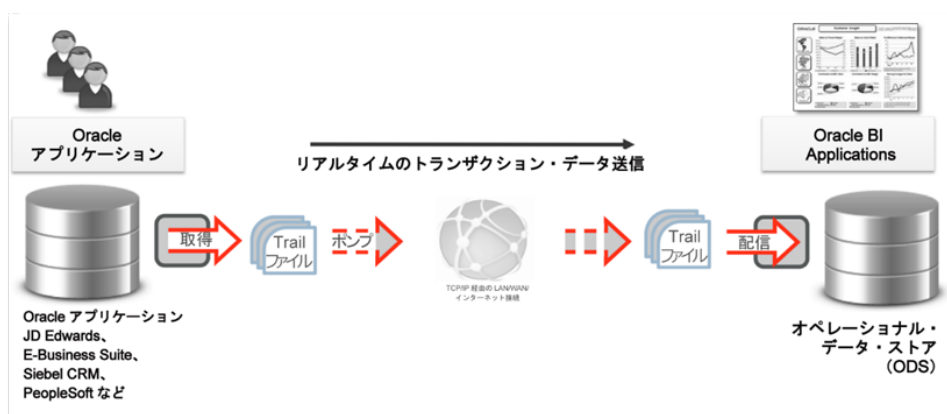 Oracle
アプリケーション
リアルタイムのトランザクション・データ送信
Oracle BI
Applications
取得
Trail
ファイル
ポンプ
TCP/IP 経由の LAN/WAN/
インターネット接続
Trail
ファイル
配信
Oracle アプリケーション
JD Edwards、
E-Business Suite、
Siebel CRM、
PeopleSoft など
オペレーショナル・
データ・ストア
（ODS）